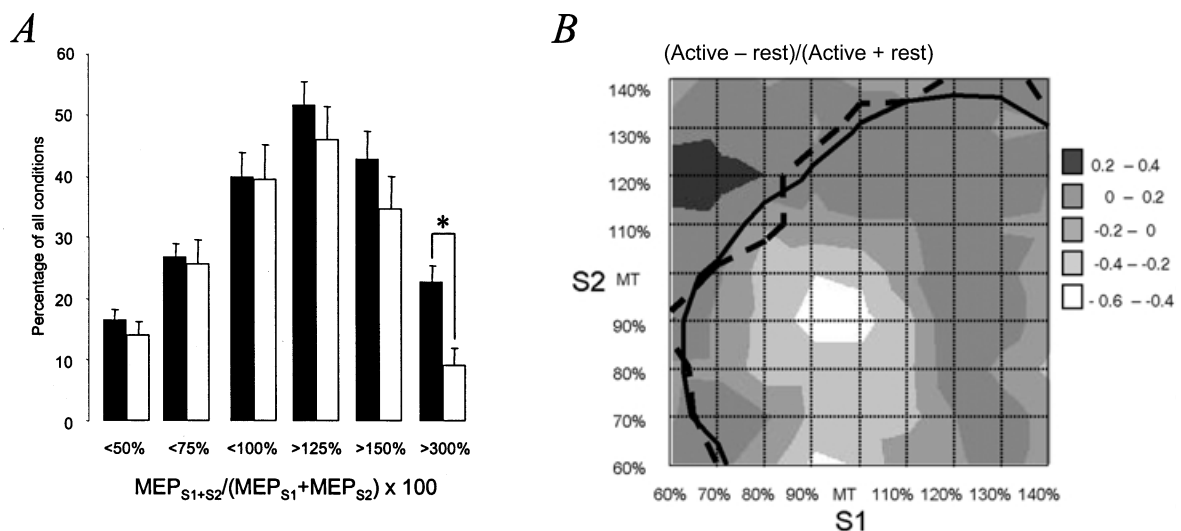 A
60
50
40
30
20
10
0
Percentage of all conditions
*
<50% <75% <100% >125% >150% >300%
MEPS1+S2/(MEPS1+MEPS2) x 100
B
(Active – rest)/(Active + rest)
140%
130%
120%
110%
S2 MT
90%
80%
70%
60%
60% 70% 80% 90% MT 110% 120% 130% 140%
S1
0.2 – 0.4
0 – 0.2
-0.2 – 0
-0.4 – -0.2
- 0.6 – -0.4